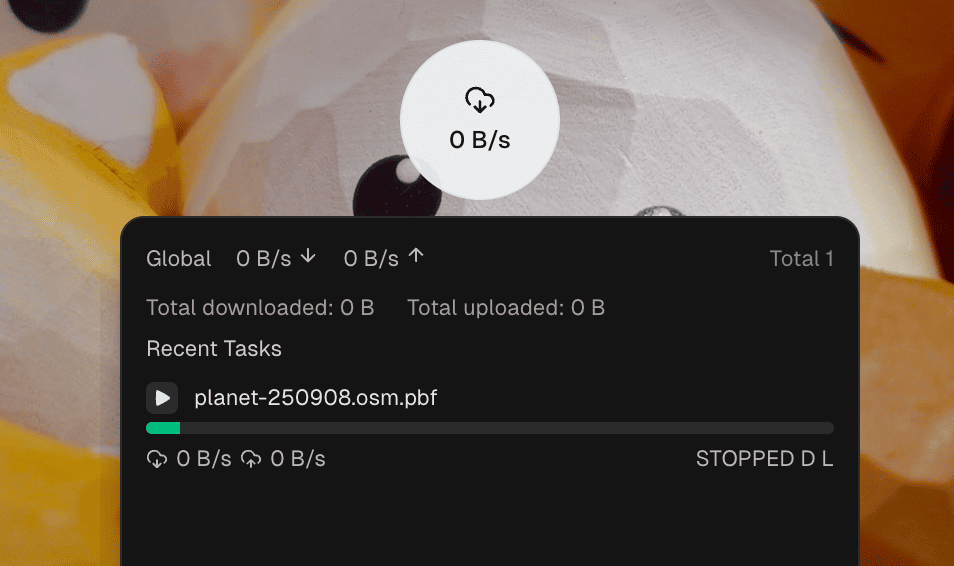 0 B/s
Global 0 B/s ↓ 0 B/s ↑ Total 1
Total downloaded: 0 B Total uploaded: 0 B
Recent Tasks
planet-250908.osm.pbf
0 B/s 0 B/s STOPPED D L